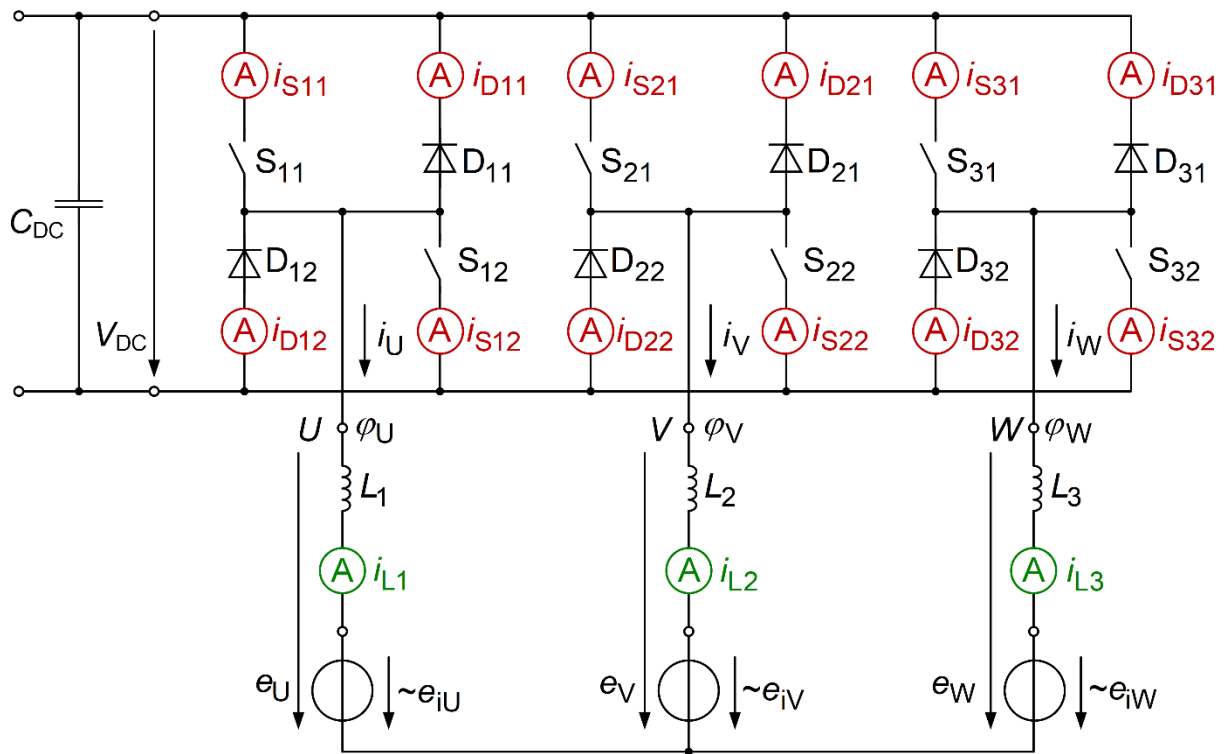 A iS11 A iD11 A iS21 A iD21 A iS31 A iD31
S11 D11 S21 D21 S31 D31
CDC
D12 S12 D22 S22 D32 S32
VDC A iD12 iU A iS12 A iD22 iV A iS22 A iD32 iW A iS32
U φU V φV W φW
L1 L2 L3
A iL1 A iL2 A iL3
eU ~eiU eV ~eiV eW ~eiW